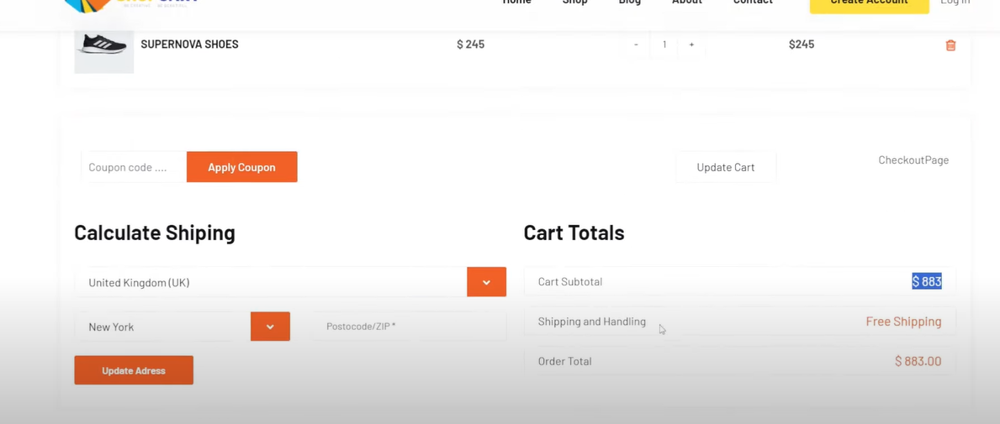 Home Shop Blog About Contact Create Account Log in
SUPERNOVA SHOES $ 245 - 1 + $245
Coupon code .... Apply Coupon Update Cart CheckoutPage
Calculate Shiping
United Kingdom (UK)
New York Postocode/ZIP *
Update Adress
Cart Totals
Cart Subtotal $ 883
Shipping and Handling Free Shipping
Order Total $ 883.00